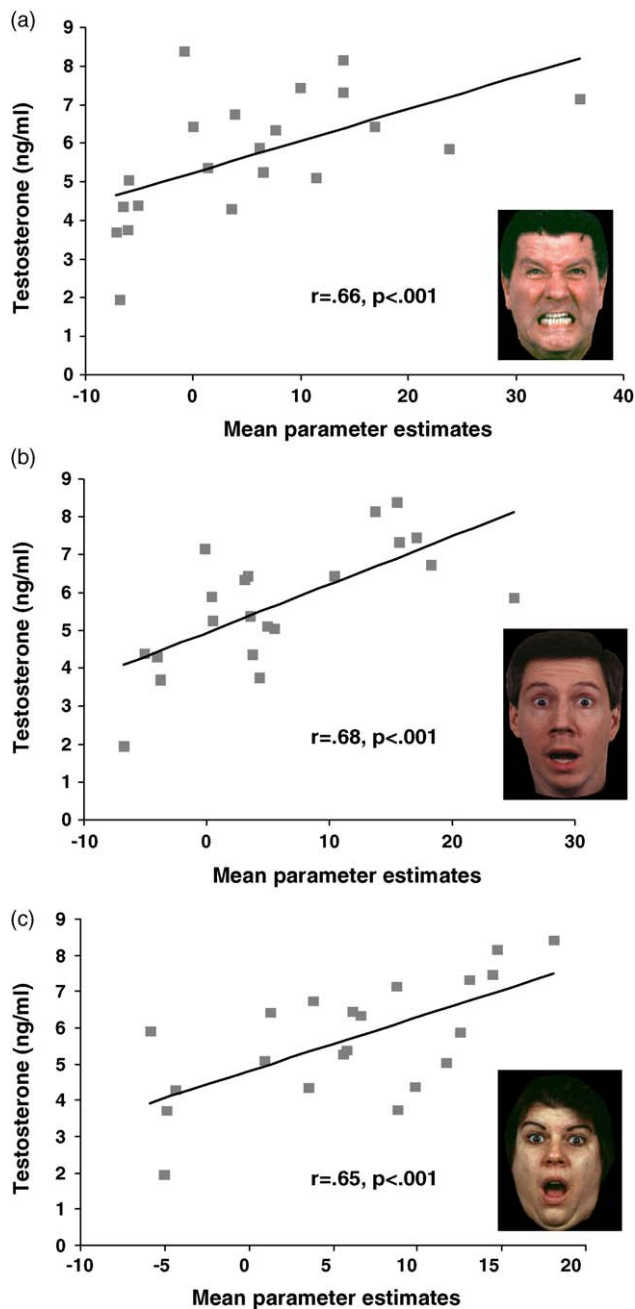 (a)
9
8
7
6
5
4
3
2
1
0
Testosterone (ng/ml)
r=.66, p<.001
-10 0 10 20 30 40
Mean parameter estimates
(b)
9
8
7
6
5
4
3
2
1
0
Testosterone (ng/ml)
r=.68, p<.001
-10 0 10 20 30
Mean parameter estimates
(c)
9
8
7
6
5
4
3
2
1
0
Testosterone (ng/ml)
r=.65, p<.001
-10 -5 0 5 10 15 20
Mean parameter estimates